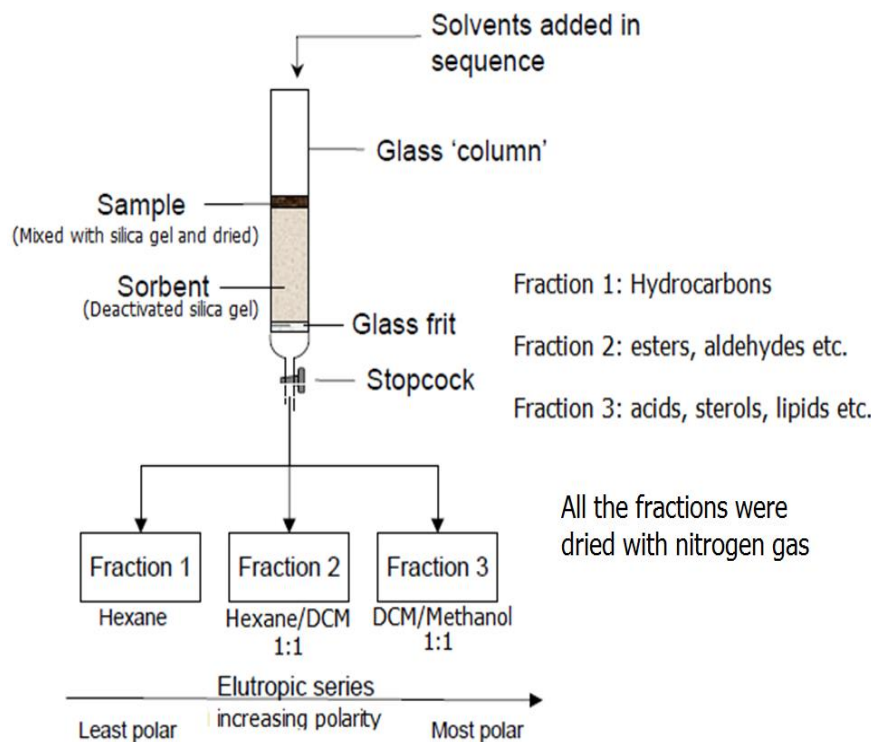 Solvents added in
sequence
Glass ‘column’
Sample
(Mixed with silica gel and dried)
Sorbent
(Deactivated silica gel)
Glass frit
Stopcock
Fraction 1: Hydrocarbons
Fraction 2: esters, aldehydes etc.
Fraction 3: acids, sterols, lipids etc.
All the fractions were
dried with nitrogen gas
Fraction 1
Hexane
Fraction 2
Hexane/DCM
1:1
Fraction 3
DCM/Methanol
1:1
Elutropic series
increasing polarity
Least polar
Most polar